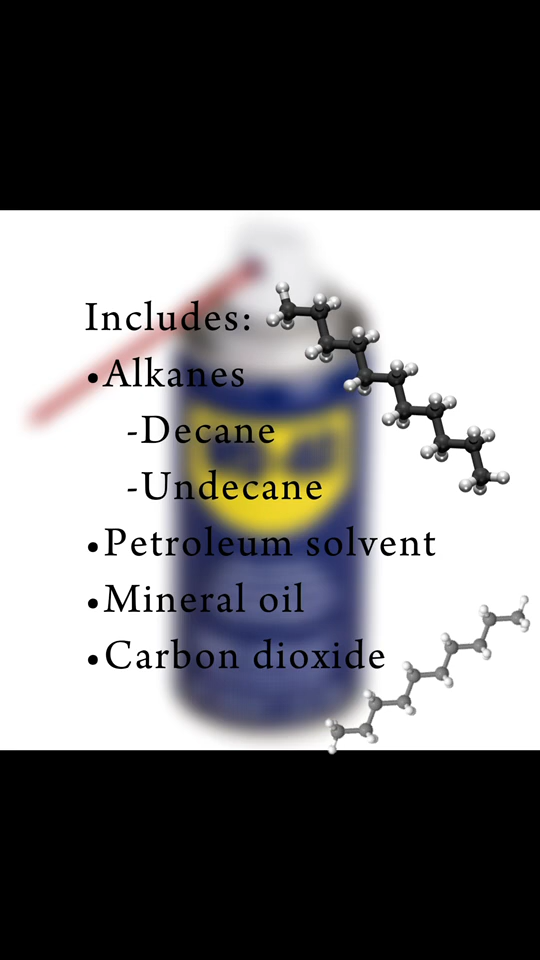 Includes:
•Alkanes
-Decane
-Undecane
•Petroleum solvent
•Mineral oil
•Carbon dioxide